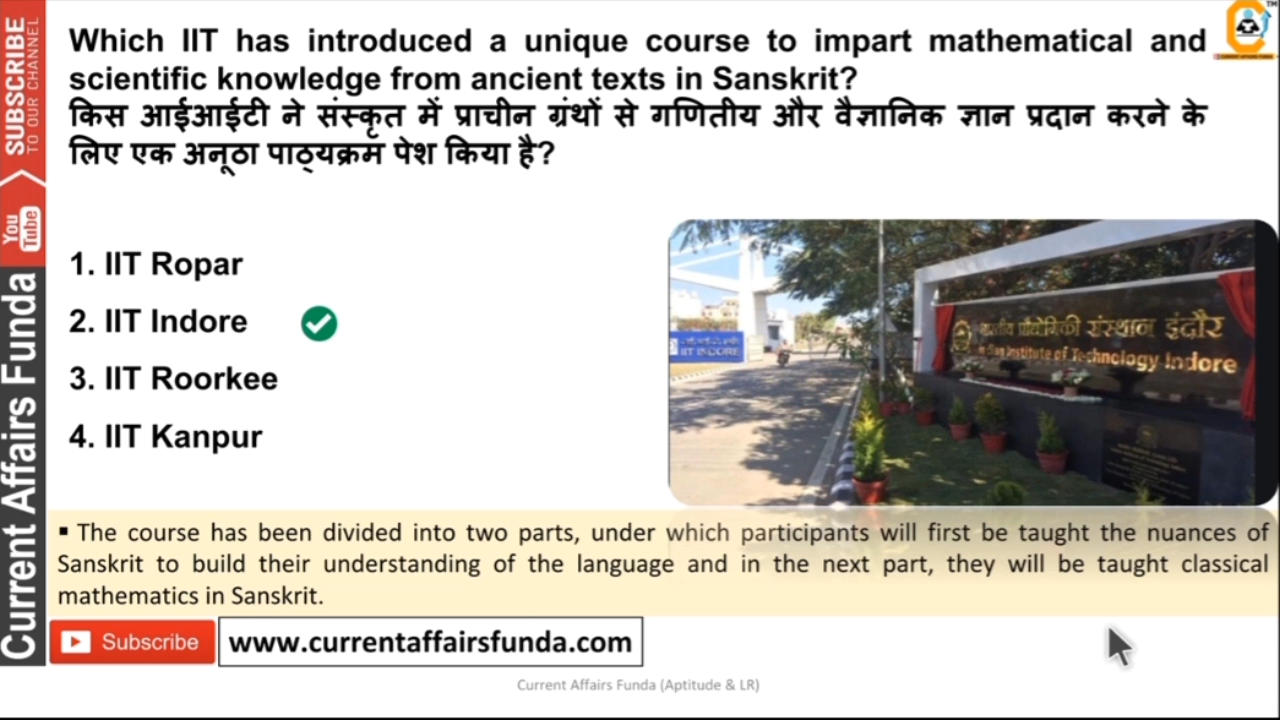 Which IIT has introduced a unique course to impart mathematical and
scientific knowledge from ancient texts in Sanskrit?
किस आईआईटी ने संस्कृत में प्राचीन ग्रंथों से गणितीय और वैज्ञानिक ज्ञान प्रदान करने के
लिए एक अनूठा पाठ्यक्रम पेश किया है?
SUBSCRIBE
TO OUR CHANNEL
You
Tube
Current Affairs Funda
TM
CURRENT AFFAIRS FUNDA
1. IIT Ropar
2. IIT Indore
3. IIT Roorkee
4. IIT Kanpur
IIT INDORE
भारतीय प्रौद्योगिकी संस्थान इंदौर
Indian Institute of Technology Indore
▪ The course has been divided into two parts, under which participants will first be taught the nuances of
Sanskrit to build their understanding of the language and in the next part, they will be taught classical
mathematics in Sanskrit.
Subscribe
www.currentaffairsfunda.com
Current Affairs Funda (Aptitude & LR)